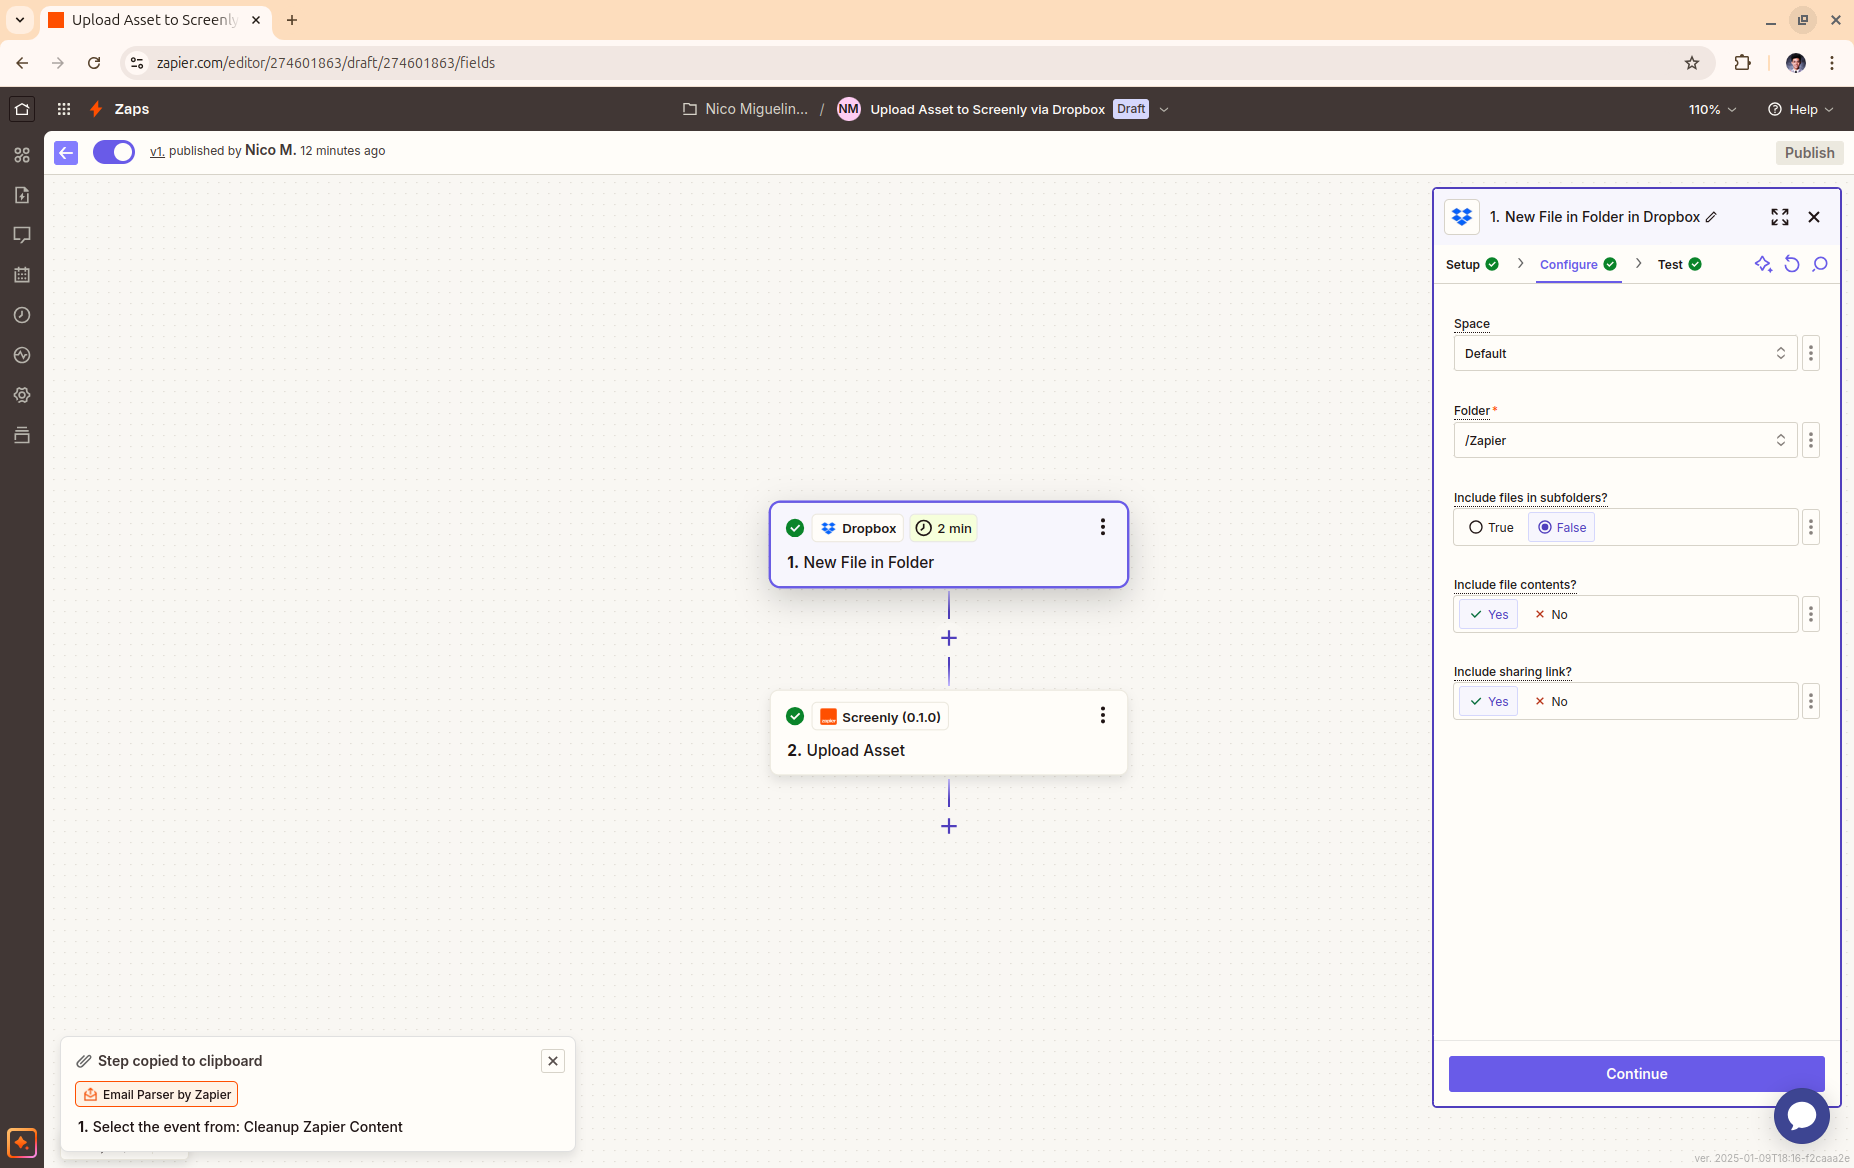 Upload Asset to Screenly
zapier.com/editor/274601863/draft/274601863/fields
Zaps
Nico Miguelin... / NM Upload Asset to Screenly via Dropbox Draft
110%
Help
v1. published by Nico M. 12 minutes ago
Publish
1. New File in Folder in Dropbox
Setup Configure Test
Space
Default
Folder*
/Zapier
Include files in subfolders?
True False
Include file contents?
Yes No
Include sharing link?
Yes No
Continue
Dropbox 2 min
1. New File in Folder
zapier Screenly (0.1.0)
2. Upload Asset
Step copied to clipboard
Email Parser by Zapier
1. Select the event from: Cleanup Zapier Content
ver. 2025-01-09T18:16-f2caaa2e